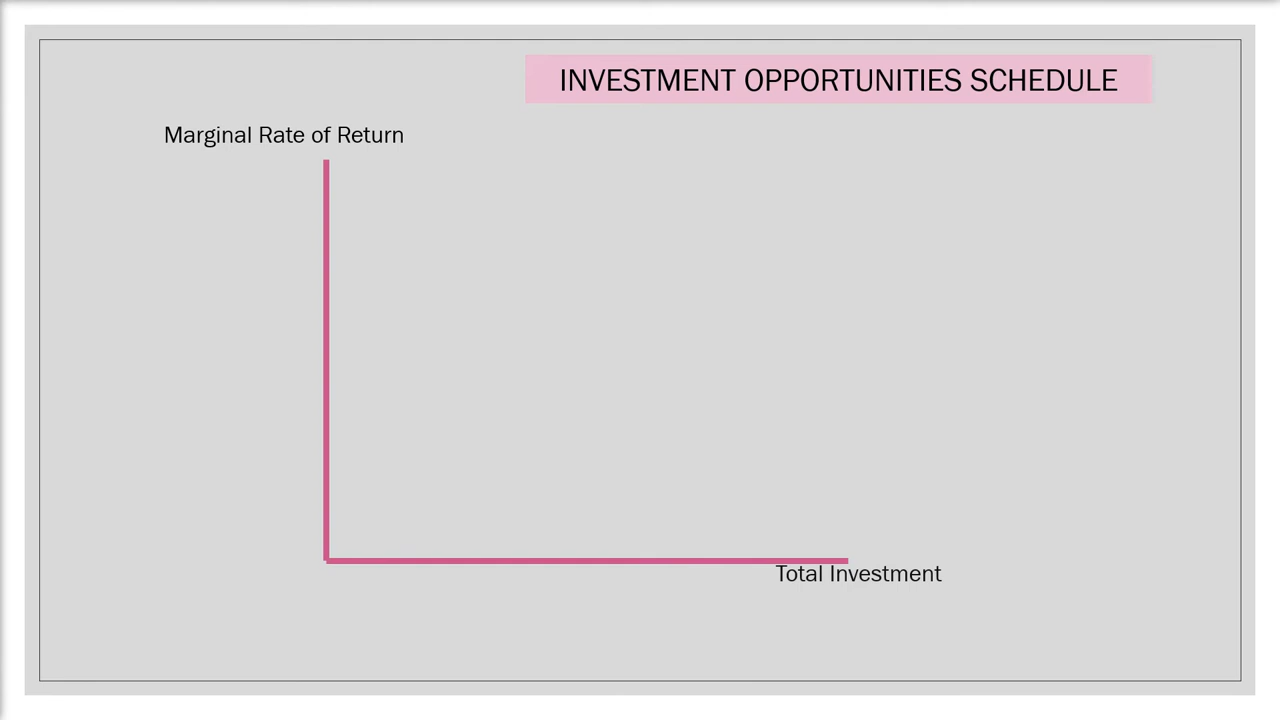 INVESTMENT OPPORTUNITIES SCHEDULE
Marginal Rate of Return
Total Investment